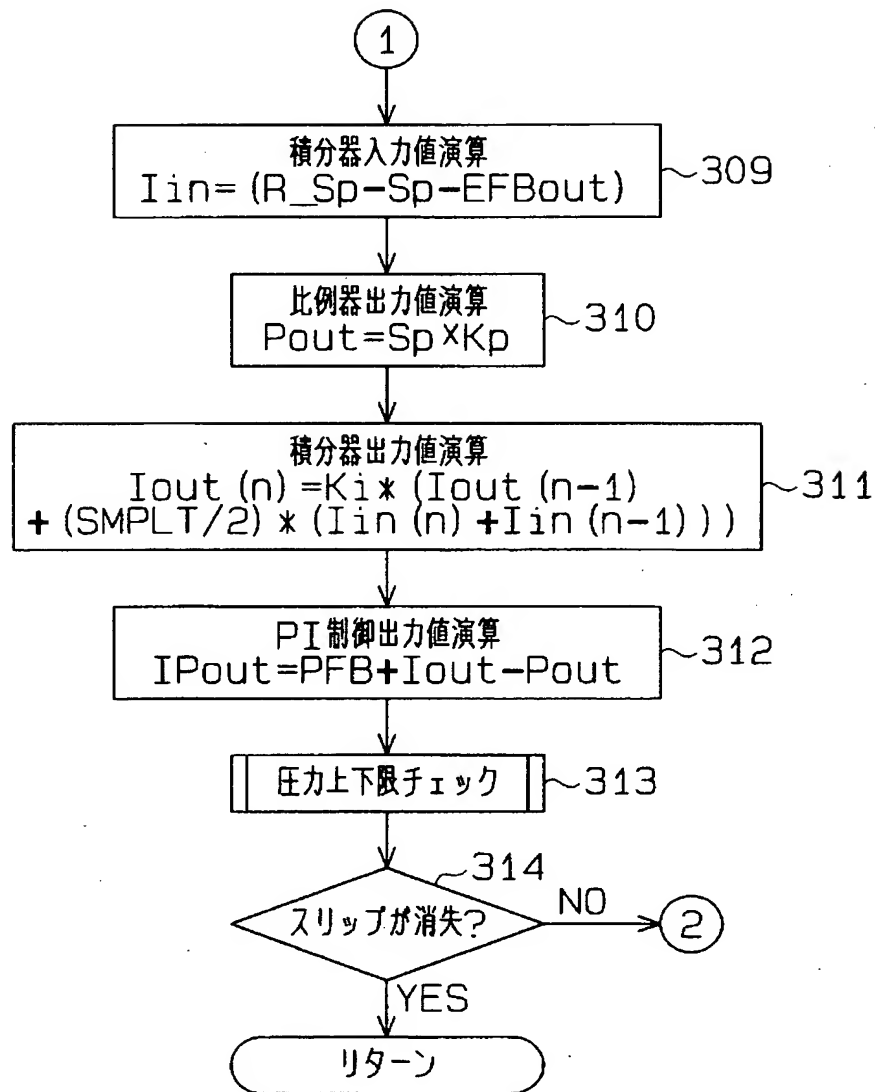 1
積分器入力値演算
Iin=(R_Sp-Sp-EFBout)
309
比例器出力値演算
Pout=Sp×Kp
310
積分器出力値演算
Iout(n)=Ki*(Iout(n-1)
+(SMPLT/2)*(Iin(n)+Iin(n-1)))
311
PI制御出力値演算
IPout=PFB+Iout-Pout
312
圧力上下限チェック
313
314
スリップが消失?
NO
2
YES
リターン